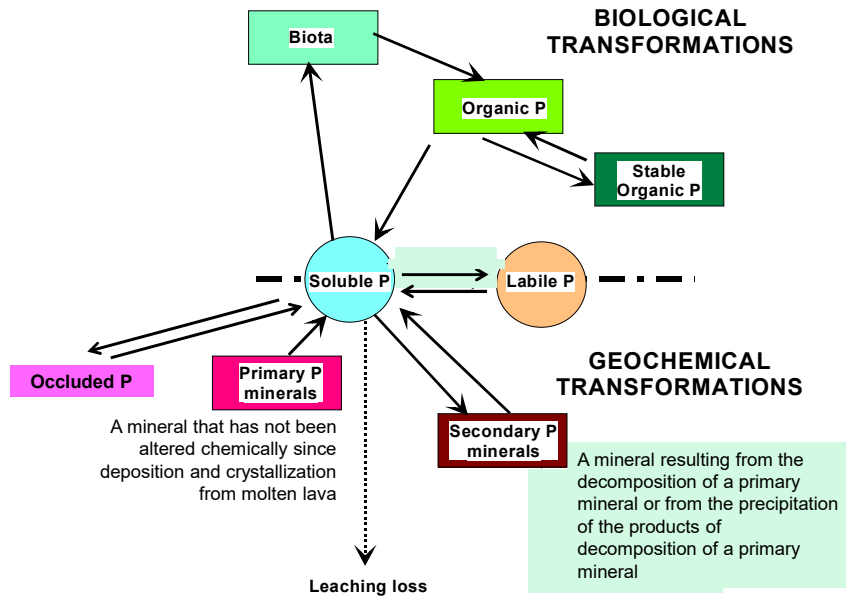 BIOLOGICAL
TRANSFORMATIONS
Biota
Organic P
Stable
Organic P
Soluble P
Labile P
GEOCHEMICAL
TRANSFORMATIONS
Occluded P
Primary P
minerals
A mineral that has not been
altered chemically since
deposition and crystallization
from molten lava
Secondary P
minerals
A mineral resulting from the
decomposition of a primary
mineral or from the precipitation
of the products of
decomposition of a primary
mineral
Leaching loss